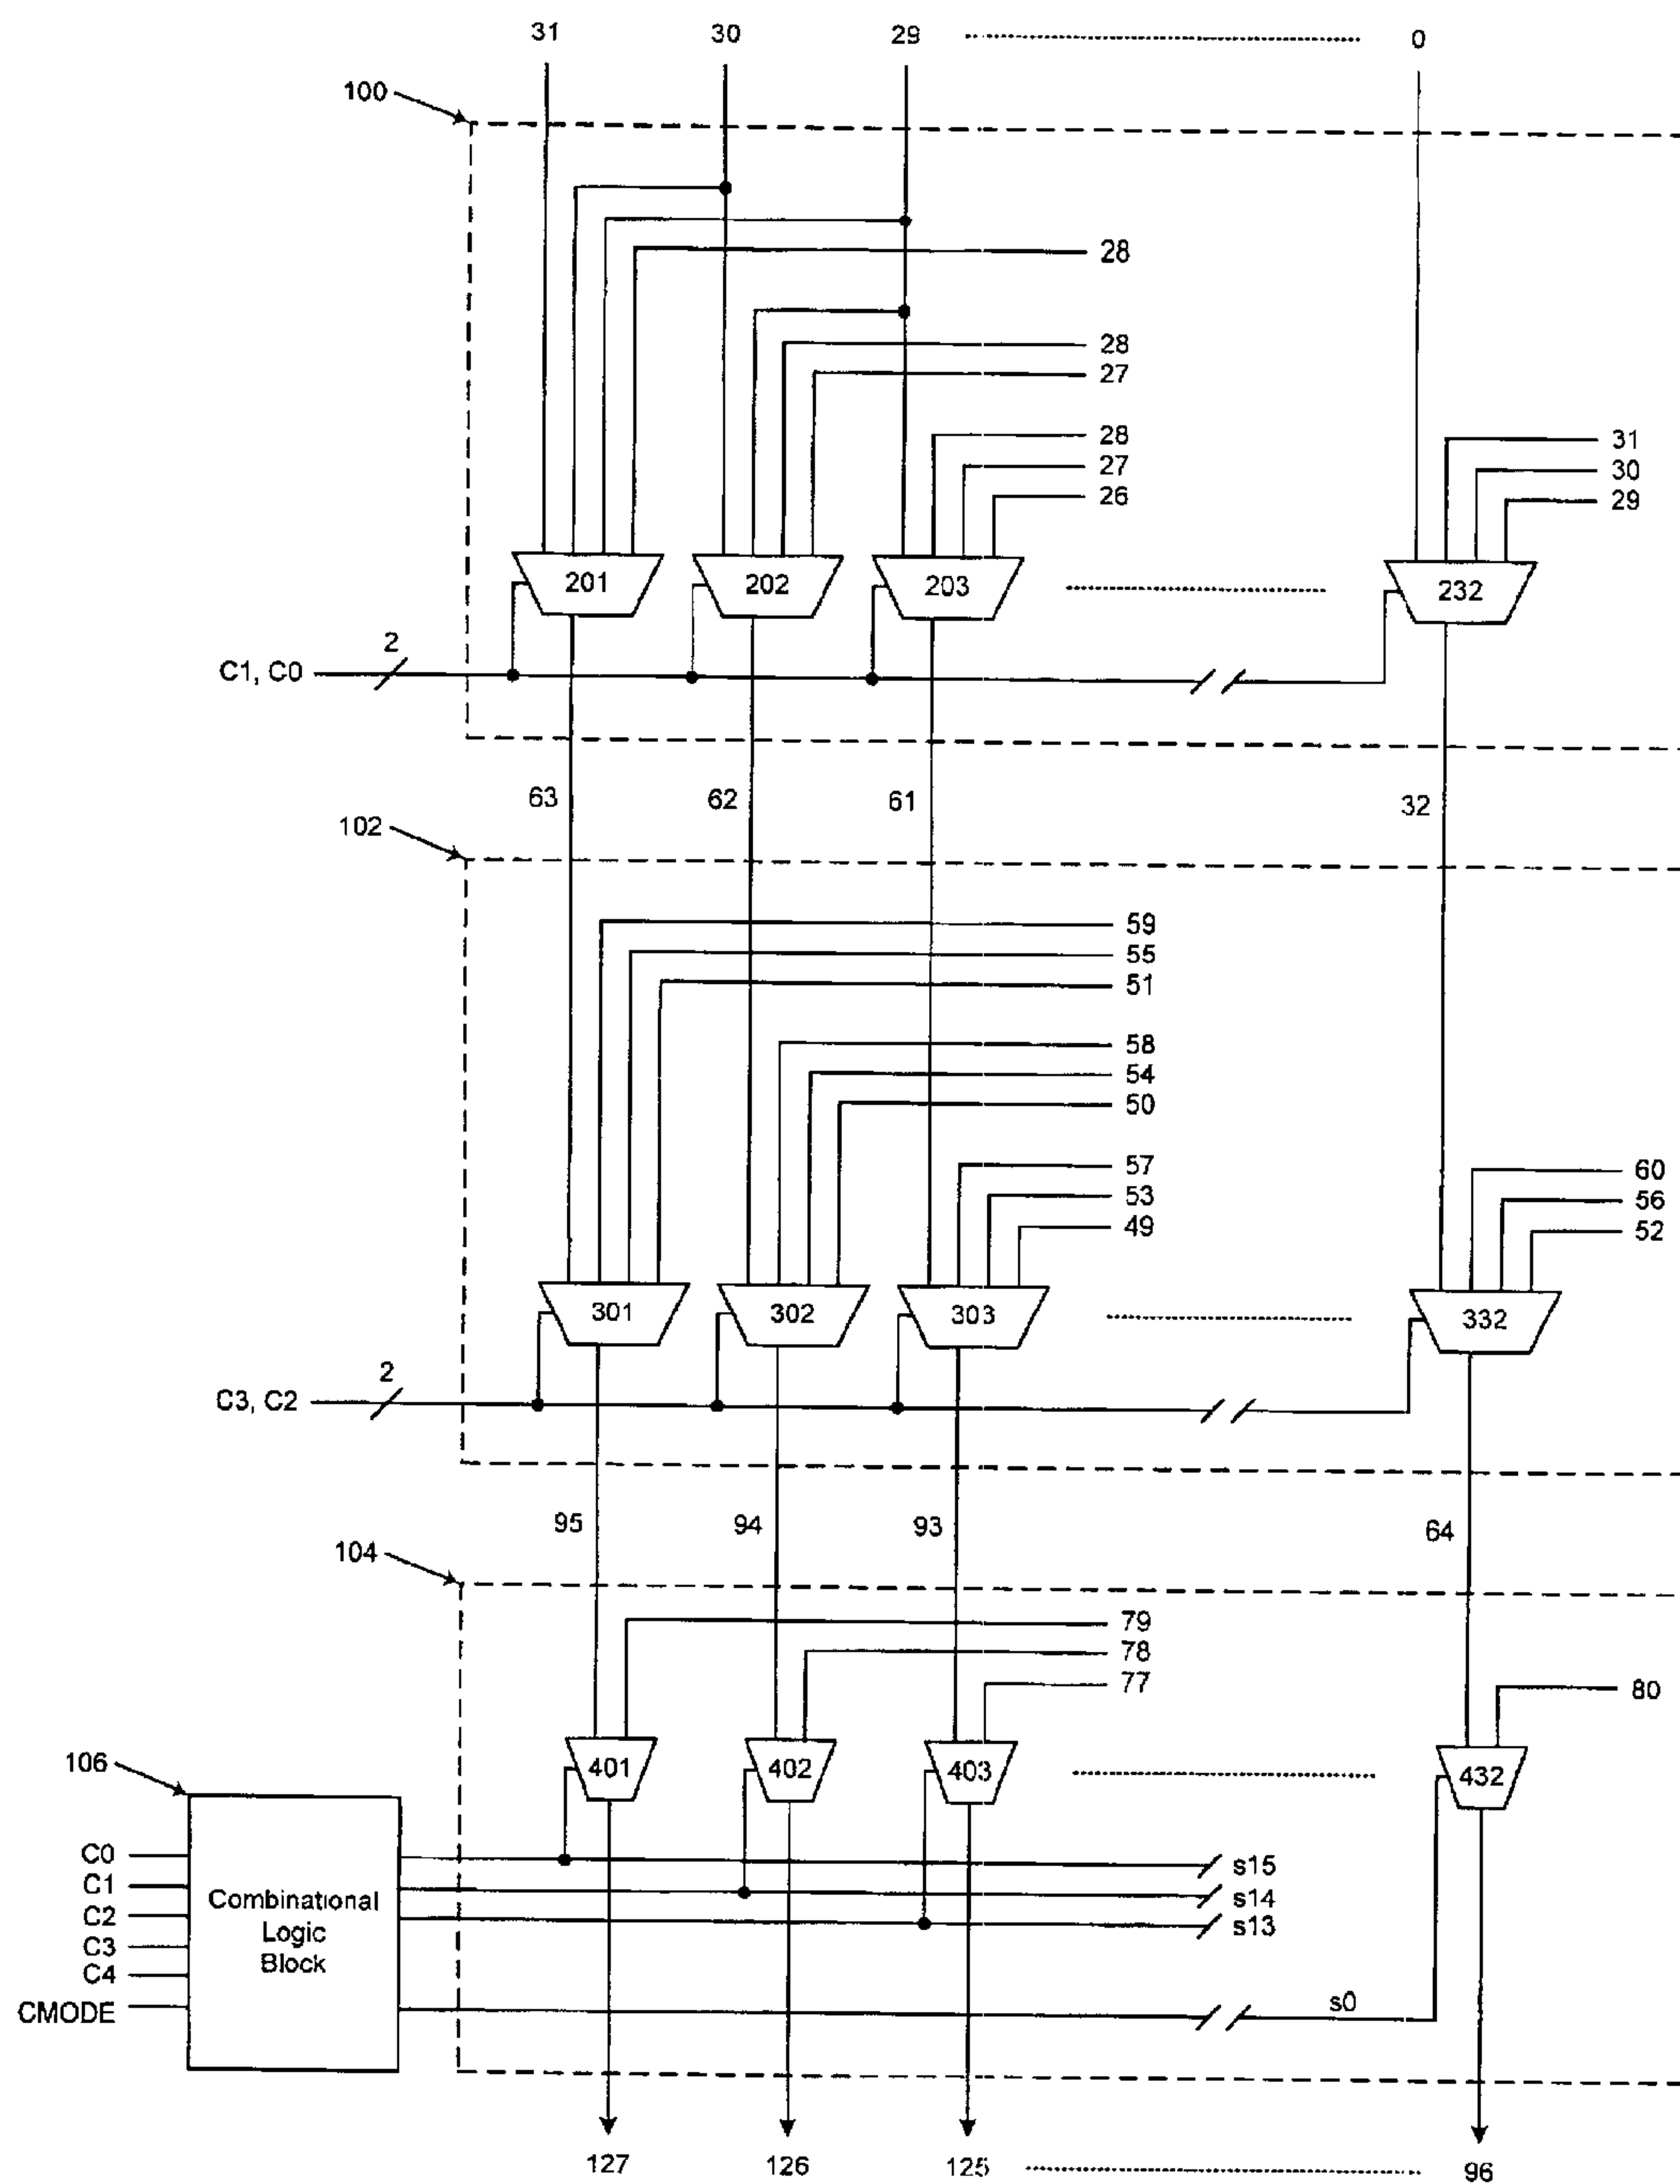 31 30 29 0
100
28
28
27
28
27
26
31
30
29
201 202 203 232
2
C1, C0
63 62 61 32
102
59
55
51
58
54
50
57
53
49
60
56
52
301 302 303 332
2
C3, C2
95 94 93 64
104
79
78
77
80
401 402 403 432
106
C0
C1
C2
C3
C4
CMODE
Combinational
Logic
Block
s15
s14
s13
s0
127 126 125 96